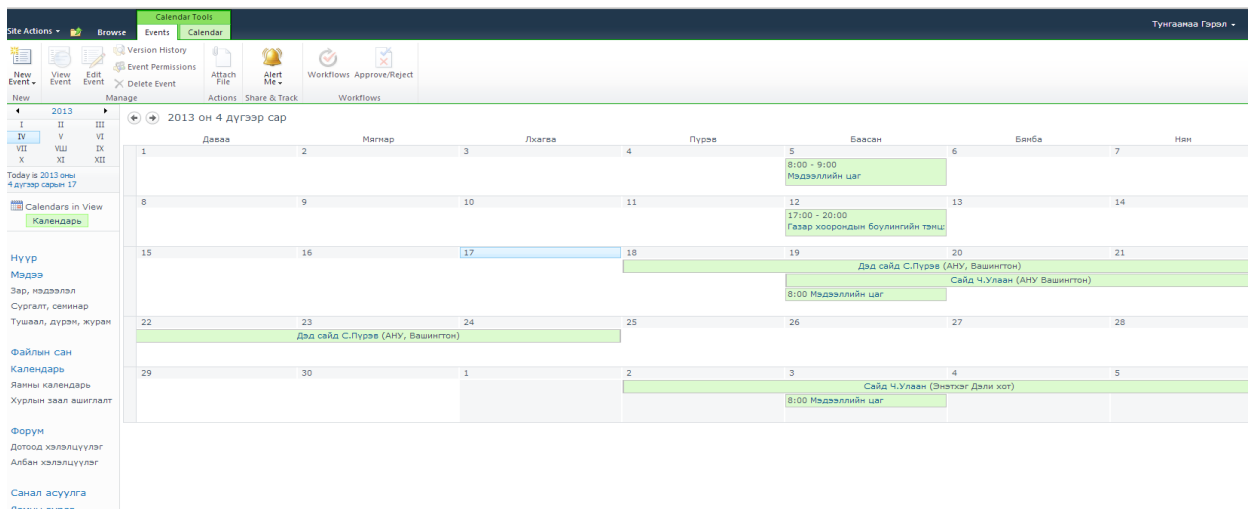 Calendar Tools
Site Actions Browse Events Calendar
Тунгаамаа Гэрэл
New Event
View Event
Edit Event
Version History
Event Permissions
Delete Event
Attach File
Alert Me
Workflows Approve/Reject
New Manage Actions Share & Track Workflows
2013
I II III
IV V VI
VII VШ IX
X XI XII
Today is 2013 оны
4 дүгээр сарын 17
Calendars in View
Календарь
Нүүр
Мэдээ
Зар, мэдээлэл
Сургалт, семинар
Тушаал, дүрэм, журам
Файлын сан
Календарь
Яамны календарь
Хурлын заал ашиглалт
Форум
Дотоод хэлэлцүүлэг
Албан хэлэлцүүлэг
Санал асуулга
2013 он 4 дүгээр сар
Даваа Мягмар Лхагва Пүрэв Баасан Бямба Ням
1 2 3 4 5 6 7
8:00 - 9:00
Мэдээллийн цаг
8 9 10 11 12 13 14
17:00 - 20:00
Газар хоорондын боулингийн тэмц
15 16 17 18 19 20 21
Дэд сайд С.Пүрэв (АНУ, Вашингтон)
Сайд Ч.Улаан (АНУ Вашингтон)
8:00 Мэдээллийн цаг
22 23 24 25 26 27 28
Дэд сайд С.Пүрэв (АНУ, Вашингтон)
29 30 1 2 3 4 5
Сайд Ч.Улаан (Энэтхэг Дэли хот)
8:00 Мэдээллийн цаг